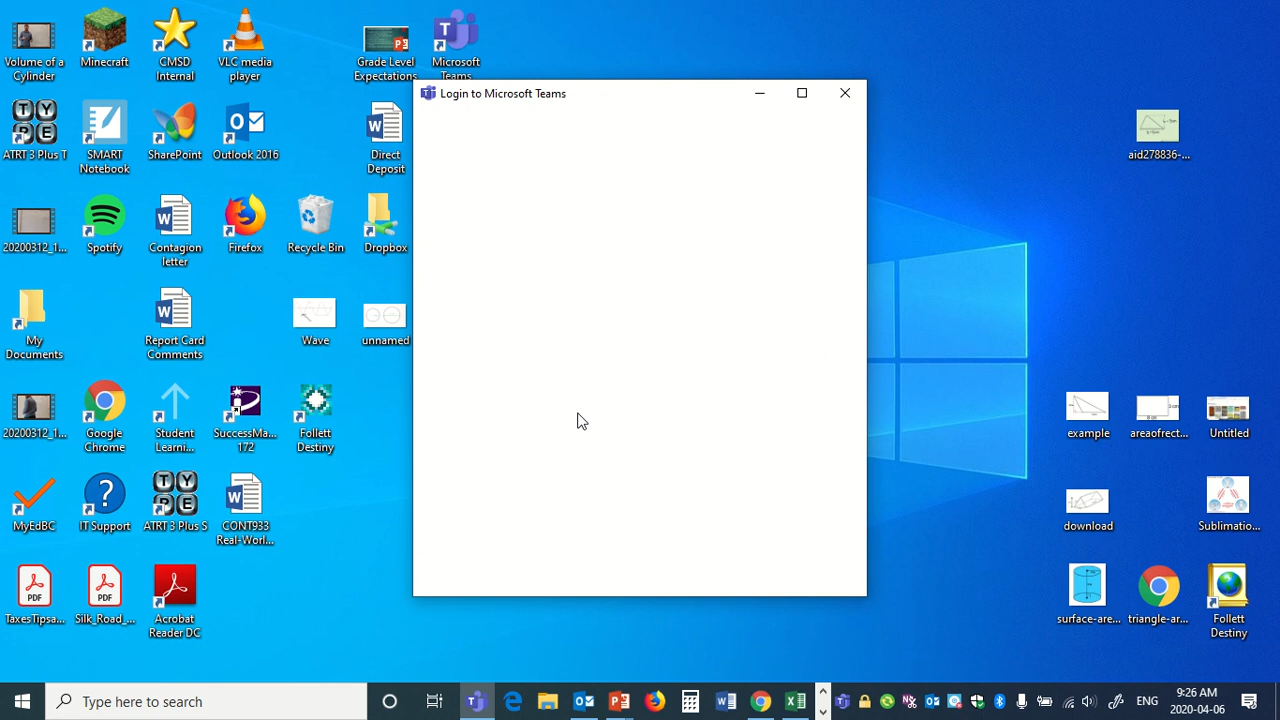 Volume of a
Cylinder
Minecraft
CMSD
Internal
VLC media
player
Grade Level
Expectations
Microsoft
Teams
Login to Microsoft Teams
ATRT 3 Plus T
SMART
Notebook
SharePoint
Outlook 2016
Direct
Deposit
aid278836-...
20200312_1...
Spotify
Contagion
letter
Firefox
Recycle Bin
Dropbox
My
Documents
Report Card
Comments
Wave
unnamed
20200312_1...
Google
Chrome
Student
Learni...
SuccessMa...
172
Follett
Destiny
example
areaofrect...
Untitled
MyEdBC
IT Support
ATRT 3 Plus S
CONT933
Real-Worl...
download
Sublimatio...
TaxesTipsa...
Silk_Road_...
Acrobat
Reader DC
surface-are...
triangle-ar...
Follett
Destiny
Type here to search
ENG
9:26 AM
2020-04-06